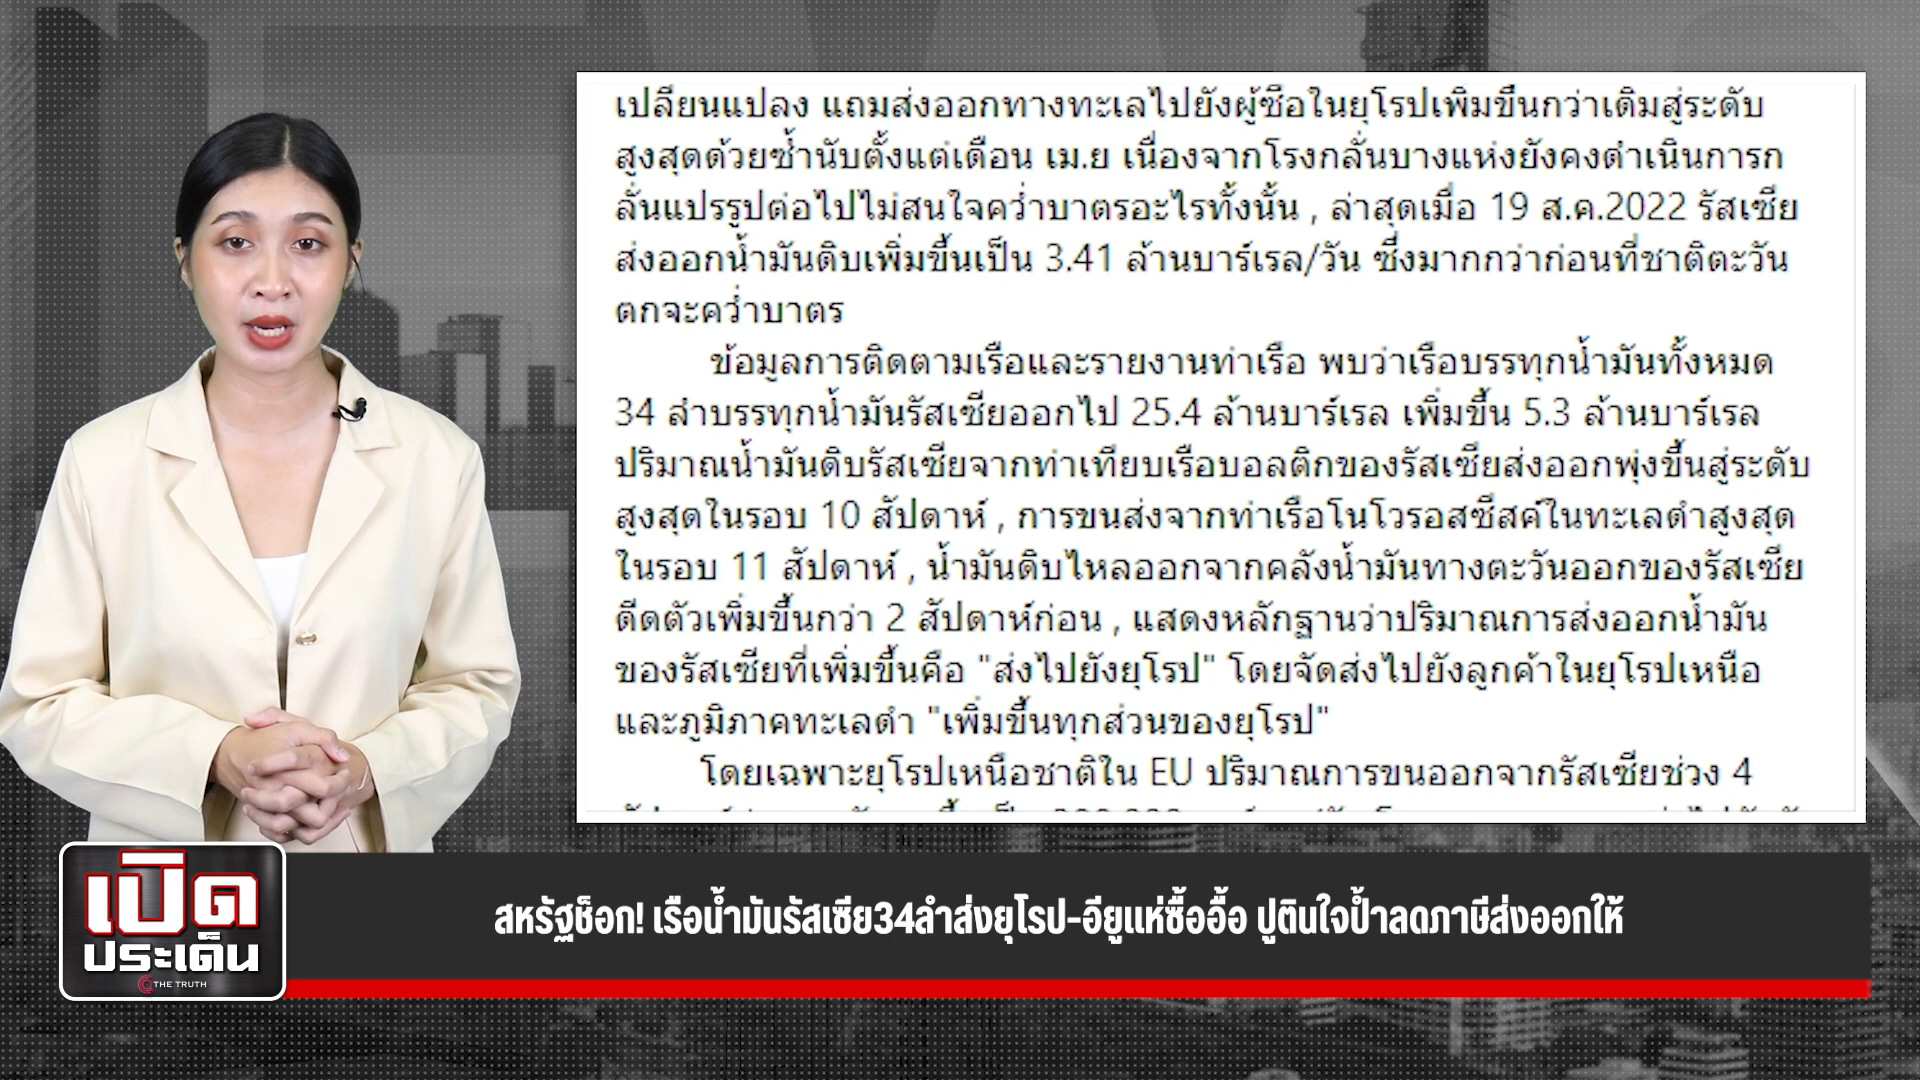 เปลี่ยนแปลง แถมส่งออกทางทะเลไปยังผู้ซื้อในยุโรปเพิ่มขึ้นกว่าเดิมสู่ระดับ
สูงสุดด้วยซ้ำนับตั้งแต่เดือน เม.ย เนื่องจากโรงกลั่นบางแห่งยังคงดำเนินการก
ลั่นแปรรูปต่อไปไม่สนใจคว่ำบาตรอะไรทั้งนั้น , ล่าสุดเมื่อ 19 ส.ค.2022 รัสเซีย
ส่งออกน้ำมันดิบเพิ่มขึ้นเป็น 3.41 ล้านบาร์เรล/วัน ซึ่งมากกว่าก่อนที่ชาติตะวัน
ตกจะคว่ำบาตร
ข้อมูลการติดตามเรือและรายงานท่าเรือ พบว่าเรือบรรทุกน้ำมันทั้งหมด
34 ลำบรรทุกน้ำมันรัสเซียออกไป 25.4 ล้านบาร์เรล เพิ่มขึ้น 5.3 ล้านบาร์เรล
ปริมาณน้ำมันดิบรัสเซียจากท่าเทียบเรือบอลติกของรัสเซียส่งออกพุ่งขึ้นสู่ระดับ
สูงสุดในรอบ 10 สัปดาห์ , การขนส่งจากท่าเรือโนโวรอสซีสค์ในทะเลดำสูงสุด
ในรอบ 11 สัปดาห์ , น้ำมันดิบไหลออกจากคลังน้ำมันทางตะวันออกของรัสเซีย
ดีดตัวเพิ่มขึ้นกว่า 2 สัปดาห์ก่อน , แสดงหลักฐานว่าปริมาณการส่งออกน้ำมัน
ของรัสเซียที่เพิ่มขึ้นคือ "ส่งไปยังยุโรป" โดยจัดส่งไปยังลูกค้าในยุโรปเหนือ
และภูมิภาคทะเลดำ "เพิ่มขึ้นทุกส่วนของยุโรป"
โดยเฉพาะยุโรปเหนือชาติใน EU ปริมาณการขนออกจากรัสเซียช่วง 4
เปิด
ประเด็น
THE TRUTH
สหรัฐช็อก! เรือน้ำมันรัสเซีย34ลำส่งยุโรป-อียูแห่ซื้ออื้อ ปูตินใจป้ำลดภาษีส่งออกให้